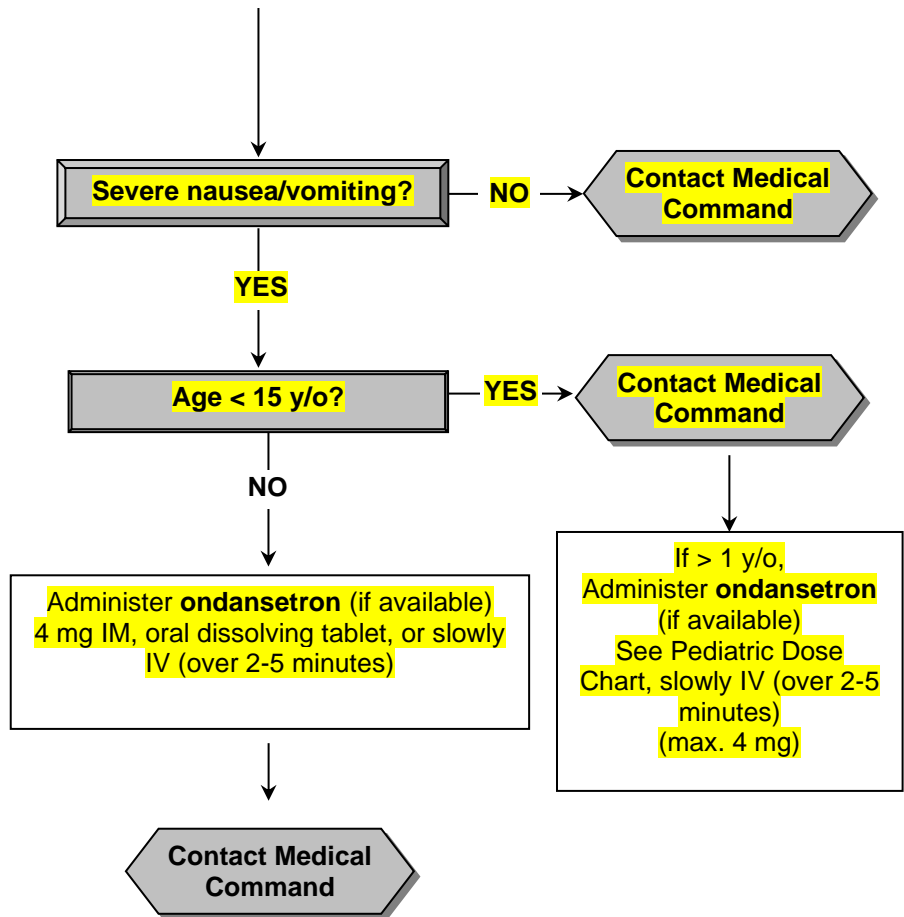 Severe nausea/vomiting?
NO
Contact Medical
Command
YES
Age < 15 y/o?
YES
Contact Medical
Command
NO
Administer ondansetron (if available)
4 mg IM, oral dissolving tablet, or slowly
IV (over 2-5 minutes)
If > 1 y/o,
Administer ondansetron
(if available)
See Pediatric Dose
Chart, slowly IV (over 2-5
minutes)
(max. 4 mg)
Contact Medical
Command